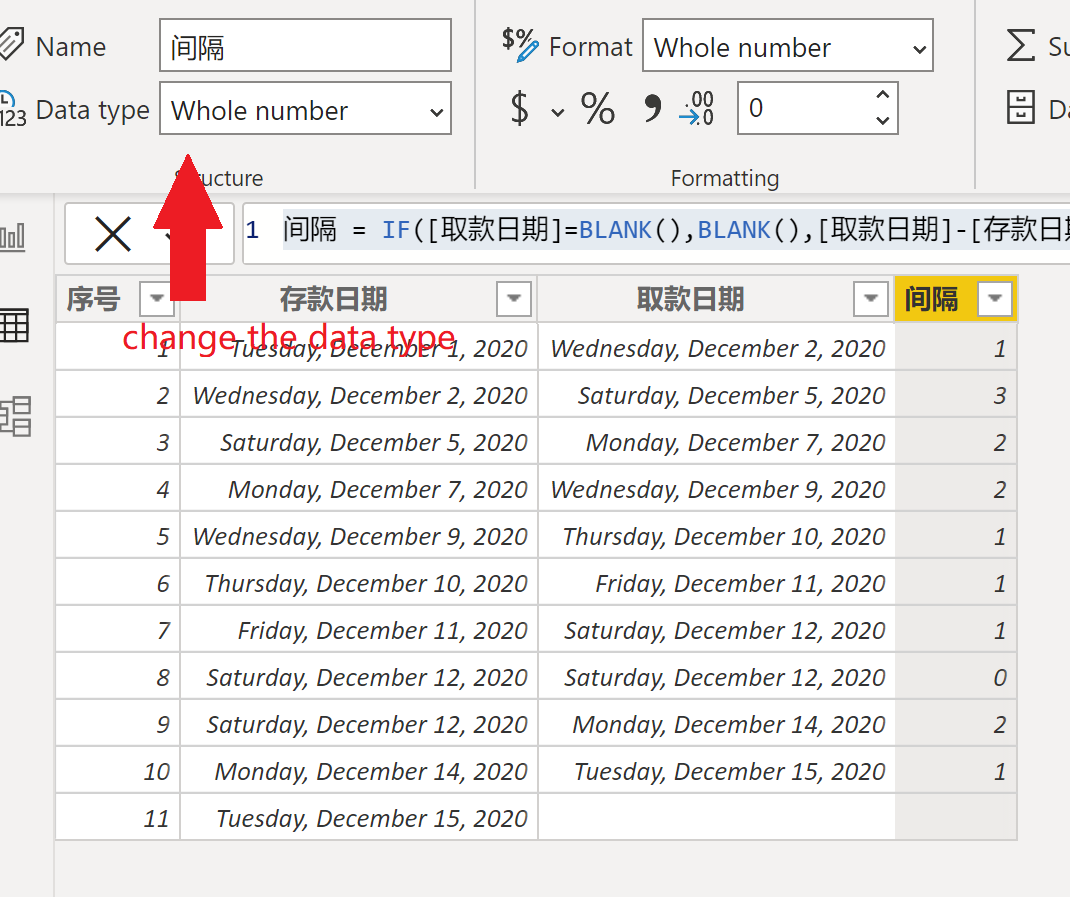 Name 间隔 $% Format Whole number Su
123 Data type Whole number $ % .00 .0 0 Da
Structure Formatting
1 间隔 = IF([取款日期]=BLANK(),BLANK(),[取款日期]-[存款日期
序号 存款日期 取款日期 间隔
change the data type
1 Tuesday, December 1, 2020 Wednesday, December 2, 2020 1
2 Wednesday, December 2, 2020 Saturday, December 5, 2020 3
3 Saturday, December 5, 2020 Monday, December 7, 2020 2
4 Monday, December 7, 2020 Wednesday, December 9, 2020 2
5 Wednesday, December 9, 2020 Thursday, December 10, 2020 1
6 Thursday, December 10, 2020 Friday, December 11, 2020 1
7 Friday, December 11, 2020 Saturday, December 12, 2020 1
8 Saturday, December 12, 2020 Saturday, December 12, 2020 0
9 Saturday, December 12, 2020 Monday, December 14, 2020 2
10 Monday, December 14, 2020 Tuesday, December 15, 2020 1
11 Tuesday, December 15, 2020